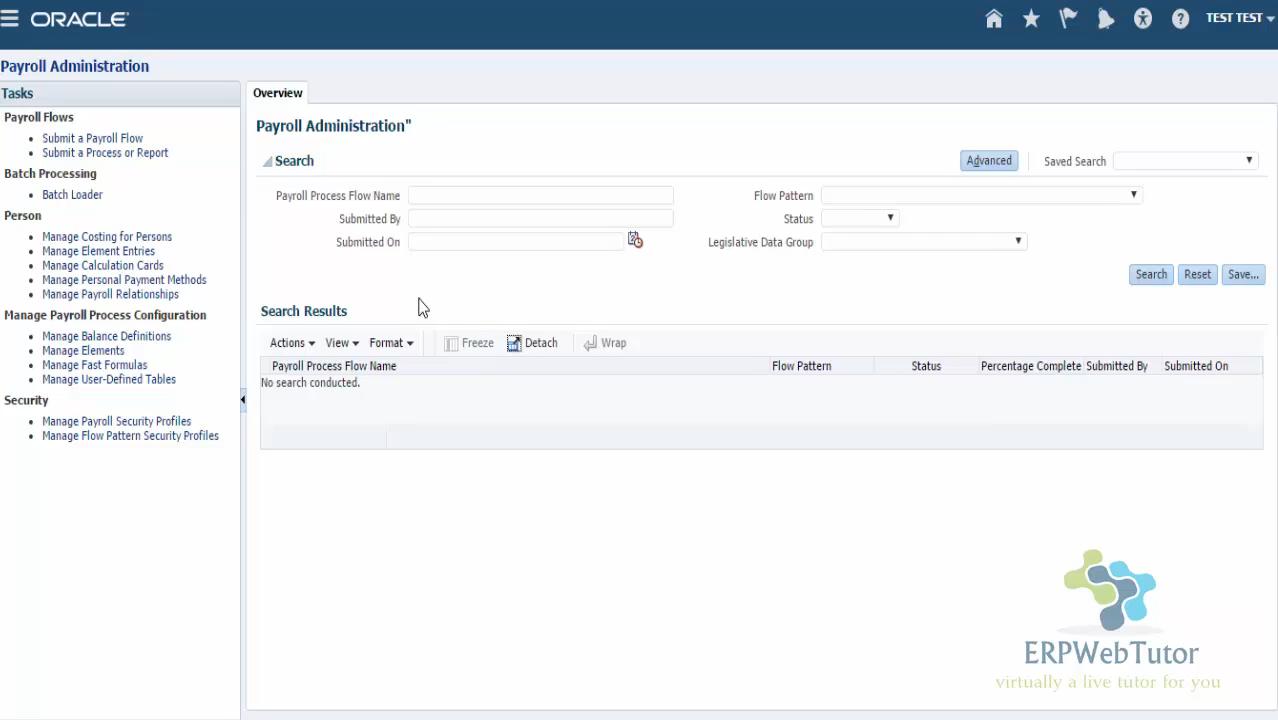 ORACLE
TEST TEST
Payroll Administration
Tasks
Payroll Flows
Submit a Payroll Flow
Submit a Process or Report
Batch Processing
Batch Loader
Person
Manage Costing for Persons
Manage Element Entries
Manage Calculation Cards
Manage Personal Payment Methods
Manage Payroll Relationships
Manage Payroll Process Configuration
Manage Balance Definitions
Manage Elements
Manage Fast Formulas
Manage User-Defined Tables
Security
Manage Payroll Security Profiles
Manage Flow Pattern Security Profiles
Overview
Payroll Administration"
Search
Advanced Saved Search
Payroll Process Flow Name Flow Pattern
Submitted By Status
Submitted On Legislative Data Group
Search Reset Save...
Search Results
Actions View Format Freeze Detach Wrap
Payroll Process Flow Name Flow Pattern Status Percentage Complete Submitted By Submitted On
No search conducted.
ERPWebTutor
virtually a live tutor for you